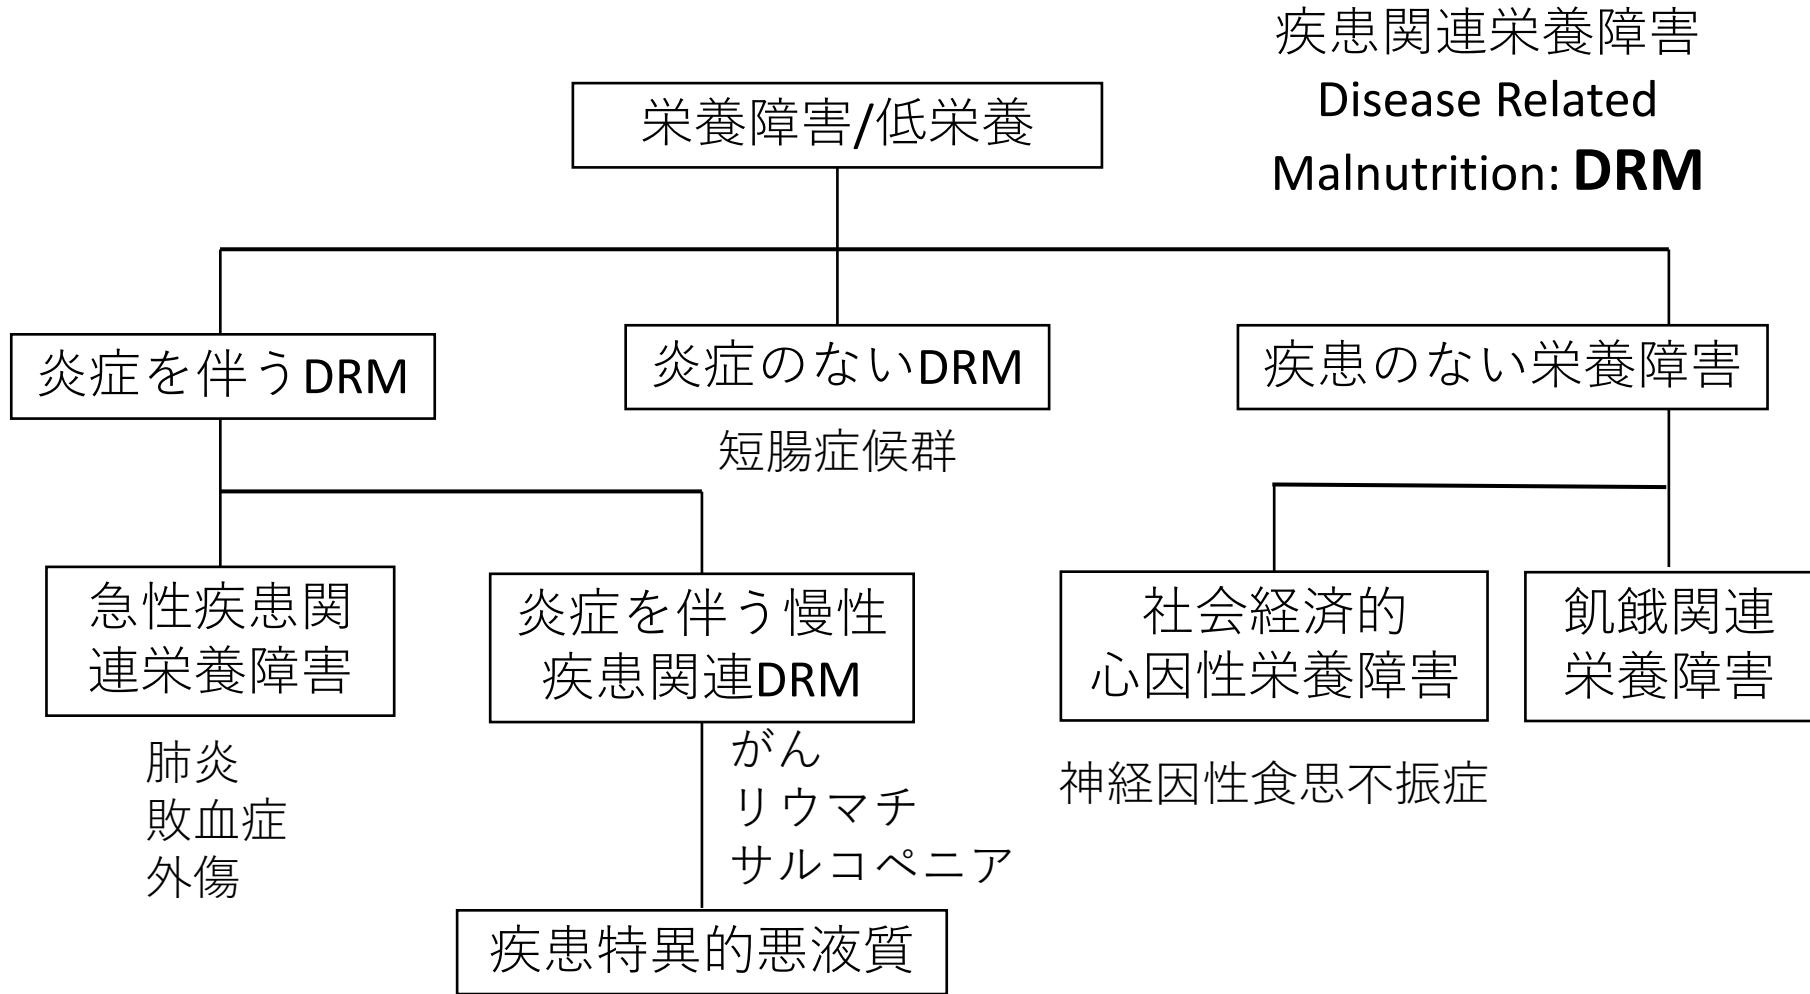 疾患関連栄養障害
Disease Related
Malnutrition: DRM
栄養障害/低栄養
炎症を伴うDRM
炎症のないDRM
疾患のない栄養障害
短腸症候群
急性疾患関
連栄養障害
炎症を伴う慢性
疾患関連DRM
社会経済的
心因性栄養障害
飢餓関連
栄養障害
肺炎
敗血症
外傷
がん
リウマチ
サルコペニア
神経因性食思不振症
疾患特異的悪液質